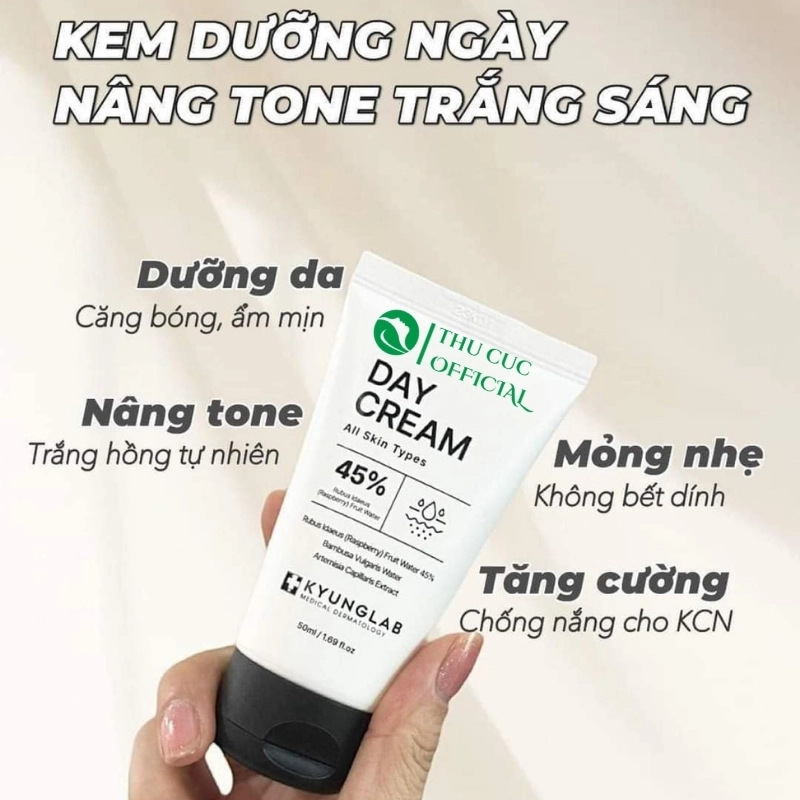 KEM DƯỠNG NGÀY
NÂNG TONE TRẮNG SÁNG
Dưỡng da
Căng bóng, ẩm mịn
Nâng tone
Trắng hồng tự nhiên
Mỏng nhẹ
Không bết dính
Tăng cường
Chống nắng cho KCN
THU CUC
OFFICIAL
DAY
CREAM
All Skin Types
45%
Rubus Idaeus
(Raspberry) Fruit Water
Rubus Idaeus (Raspberry) Fruit Water 45%
Bambusa Vulgaris Water
Artemisia Capillaris Extract
KYUNGLAB
MEDICAL DERMATOLOGY
50ml / 1.69 fl.oz